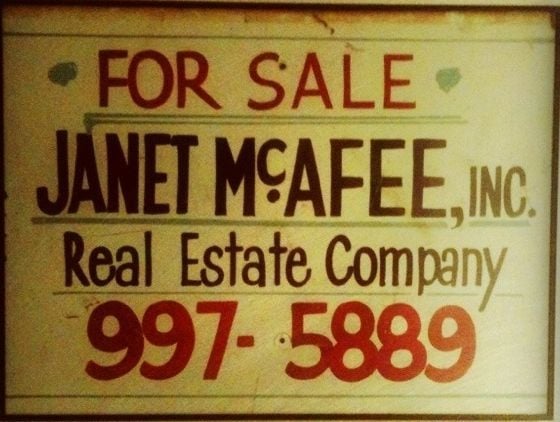 FOR SALE
JANET McAFEE, INC.
Real Estate Company
997-5889